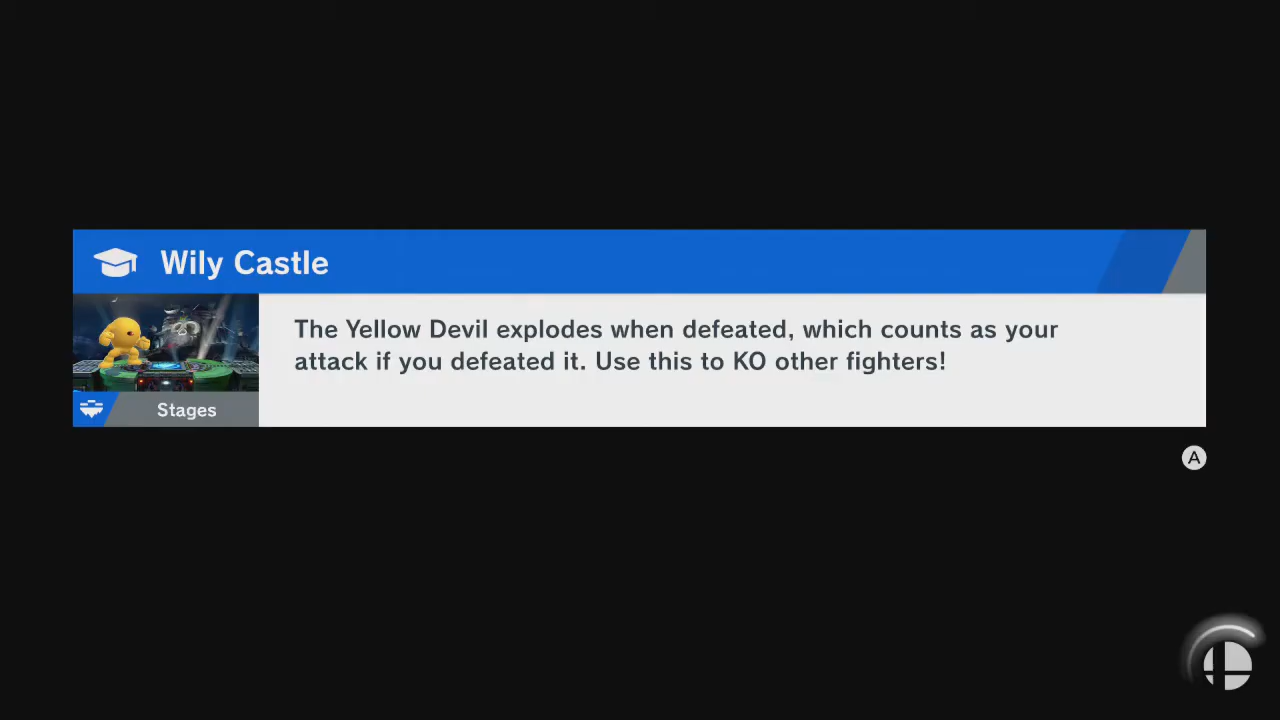 Wily Castle
The Yellow Devil explodes when defeated, which counts as your
attack if you defeated it. Use this to KO other fighters!
Stages
A